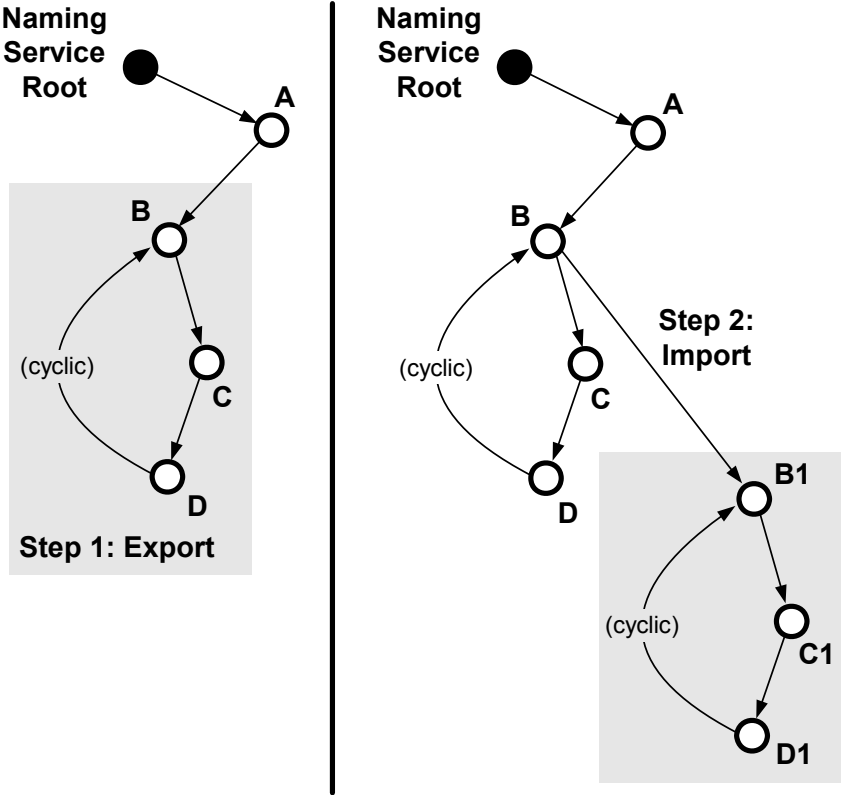 Naming
Service
Root
A
B
(cyclic)
C
D
Step 1: Export
Naming
Service
Root
A
B
Step 2:
Import
(cyclic)
C
D
B1
(cyclic)
C1
D1